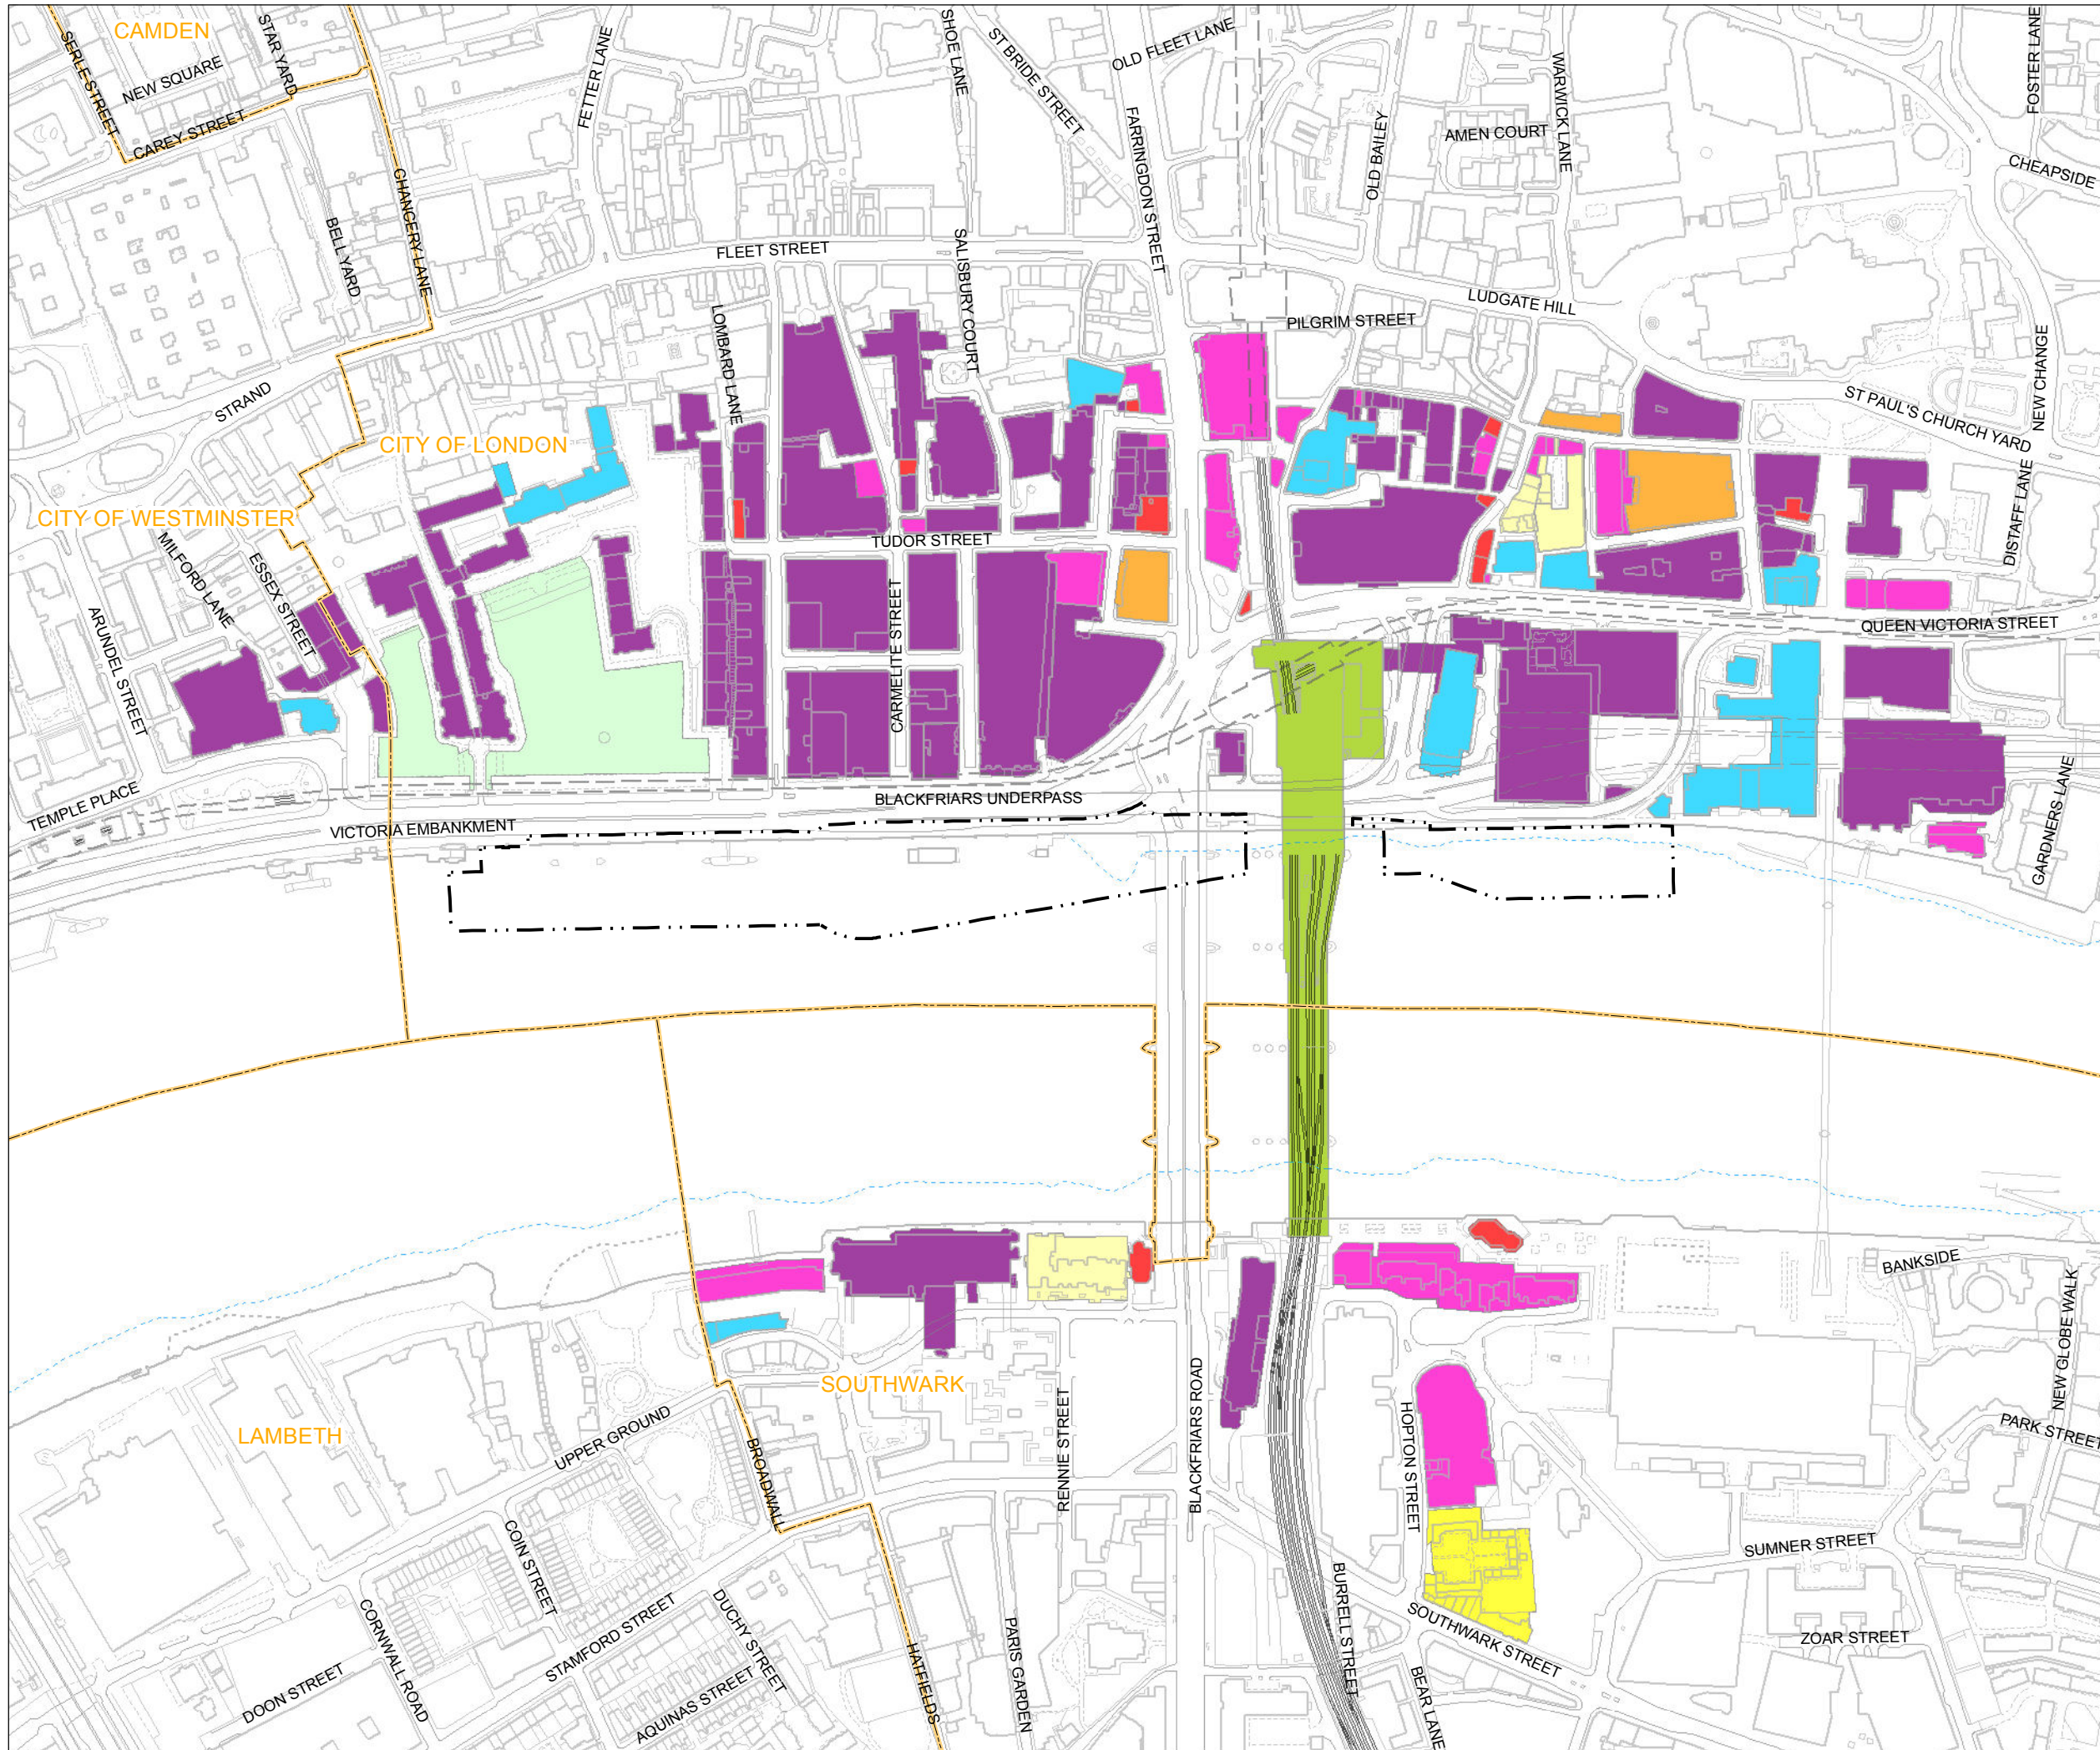 CAMDEN
SERLE STREET
STAR YARD
NEW SQUARE
CAREY STREET
CHANCERY LANE
BELL YARD
FETTER LANE
SHOE LANE
ST BRIDE STREET
OLD FLEET LANE
FARRINGDON STREET
OLD BAILEY
AMEN COURT
WARWICK LANE
FOSTER LANE
CHEAPSIDE
FLEET STREET
SALISBURY COURT
LUDGATE HILL
PILGRIM STREET
LOMBARD LANE
NEW CHANGE
ST PAUL'S CHURCH YARD
STRAND
CITY OF LONDON
CITY OF WESTMINSTER
MILFORD LANE
ESSEX STREET
ARUNDEL STREET
TUDOR STREET
CARMELITE STREET
DISTAFF LANE
QUEEN VICTORIA STREET
TEMPLE PLACE
BLACKFRIARS UNDERPASS
VICTORIA EMBANKMENT
GARDNERS LANE
BANKSIDE
NEW GLOBE WALK
SOUTHWARK
LAMBETH
UPPER GROUND
BROADWALL
RENNIE STREET
BLACKFRIARS ROAD
HOPTON STREET
PARK STREET
COIN STREET
SUMNER STREET
CORNWALL ROAD
STAMFORD STREET
DUCHY STREET
DOON STREET
AQUINAS STREET
HATFIELDS
PARIS GARDEN
BURRELL STREET
SOUTHWARK STREET
BEAR LANE
ZOAR STREET